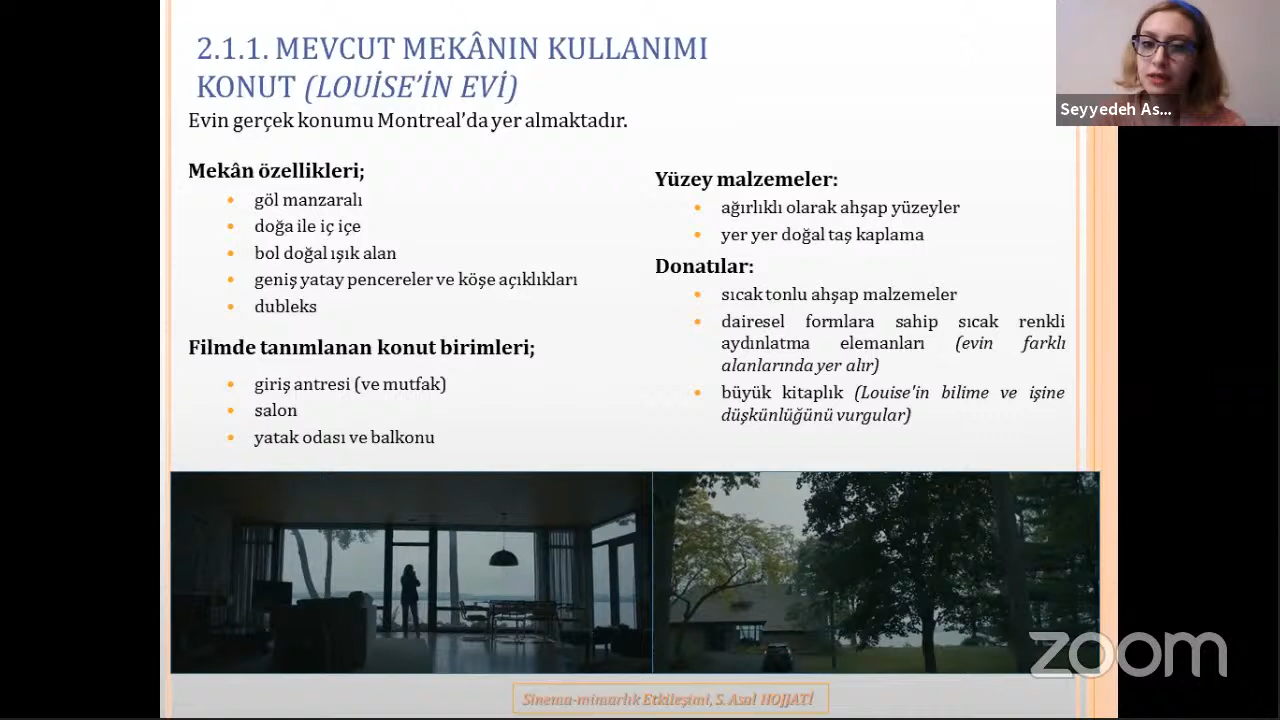 2.1.1. MEVCUT MEKÂNIN KULLANIMI
KONUT (LOUİSE'İN EVİ)
Evin gerçek konumu Montreal'da yer almaktadır.
Mekân özellikleri;
• göl manzaralı
• doğa ile iç içe
• bol doğal ışık alan
• geniş yatay pencereler ve köşe açıklıkları
• dubleks
Filmde tanımlanan konut birimleri;
• giriş antresi (ve mutfak)
• salon
• yatak odası ve balkonu
Yüzey malzemeler:
• ağırlıklı olarak ahşap yüzeyler
• yer yer doğal taş kaplama
Donatılar:
• sıcak tonlu ahşap malzemeler
• dairesel formlara sahip sıcak renkli
aydınlatma elemanları (evin farklı
alanlarında yer alır)
• büyük kitaplık (Louise'in bilime ve işine
düşkünlüğünü vurgular)
Sinema-mimarlık Etkileşimi, S. Asal HOJJATİ
Seyyedeh As...
zoom